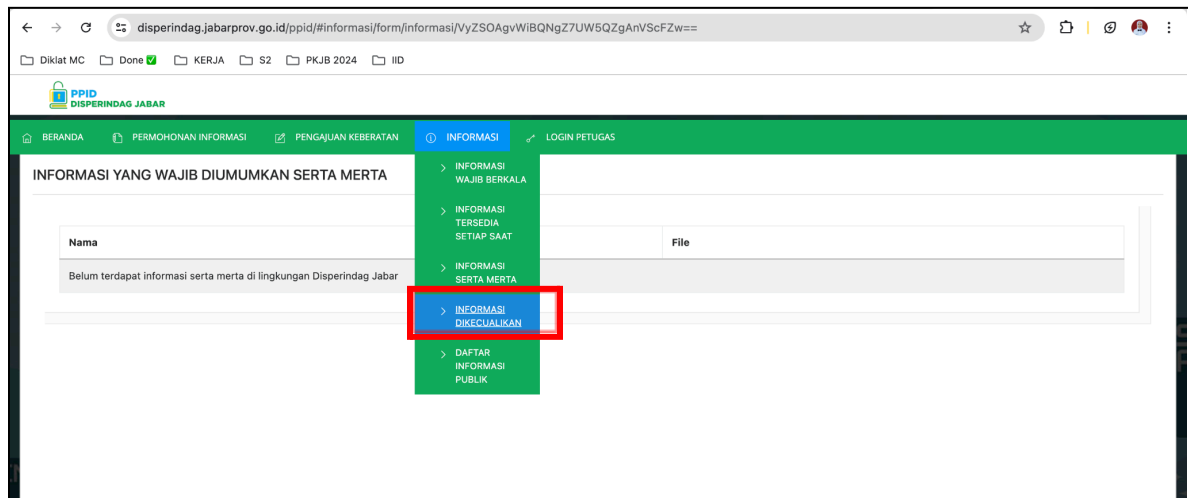 disperindag.jabarprov.go.id/ppid/#informasi/form/informasi/VyZSOAgvWiBQNgZ7UW5QZgAnVScFZw==
Diklat MC Done KERJA S2 PKJB 2024 IID
PPID
DISPERINDAG JABAR
BERANDA PERMOHONAN INFORMASI PENGAJUAN KEBERATAN INFORMASI LOGIN PETUGAS
INFORMASI YANG WAJIB DIUMUMKAN SERTA MERTA
INFORMASI
WAJIB BERKALA
INFORMASI
TERSEDIA
SETIAP SAAT
INFORMASI
SERTA MERTA
INFORMASI
DIKECUALIKAN
DAFTAR
INFORMASI
PUBLIK
Nama File
Belum terdapat informasi serta merta di lingkungan Disperindag Jabar